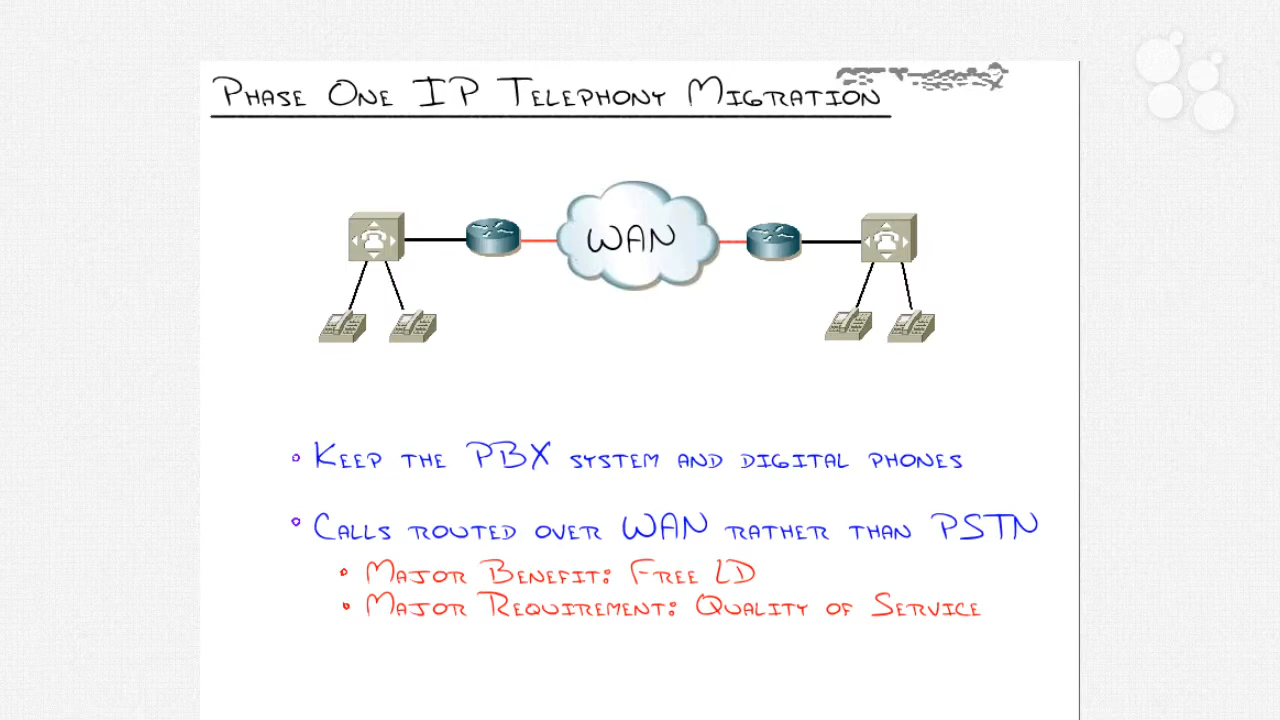 Phase One IP Telephony Migration
WAN
• Keep the PBX system and digital phones
• Calls routed over WAN rather than PSTN
• Major Benefit: Free LD
• Major Requirement: Quality of Service